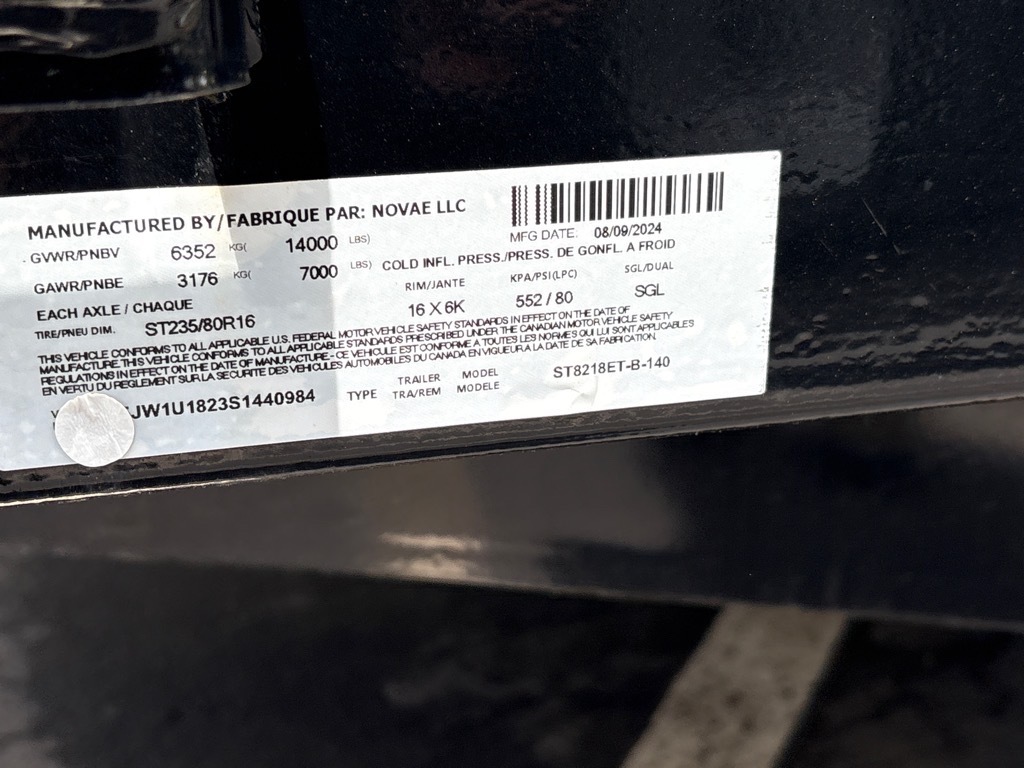 MANUFACTURED BY/FABRIQUE PAR: NOVAE LLC
MFG DATE: 08/09/2024
GVWR/PNBV 6352 KG( 14000 LBS)
GAWR/PNBE 3176 KG( 7000 LBS) COLD INFL. PRESS./PRESS. DE GONFL. A FROID
EACH AXLE / CHAQUE RIM/JANTE KPA/PSI(LPC) SGL/DUAL
TIRE/PNEU DIM. ST235/80R16 16 X 6K 552 / 80 SGL
THIS VEHICLE CONFORMS TO ALL APPLICABLE U.S. FEDERAL MOTOR VEHICLE SAFETY STANDARDS IN EFFECT ON THE DATE OF
MANUFACTURE THIS VEHICLE CONFORMS TO ALL APPLICABLE STANDARDS PRESCRIBED UNDER THE CANADIAN MOTOR VEHICLE SAFETY
REGULATIONS IN EFFECT ON THE DATE OF MANUFACTURE - CE VEHICULE EST CONFORME A TOUTES LES NORMES QUI LUI SONT APPLICABLES
EN VERTU DU REGLEMENT SUR LA SECURITE DES VEHICULES AUTOMOBILES DU CANADA EN VIGUEUR A LA DATE DE SA FABRICATION.
JW1U1823S1440984 TYPE TRAILER TRA/REM MODEL MODELE ST8218ET-B-140